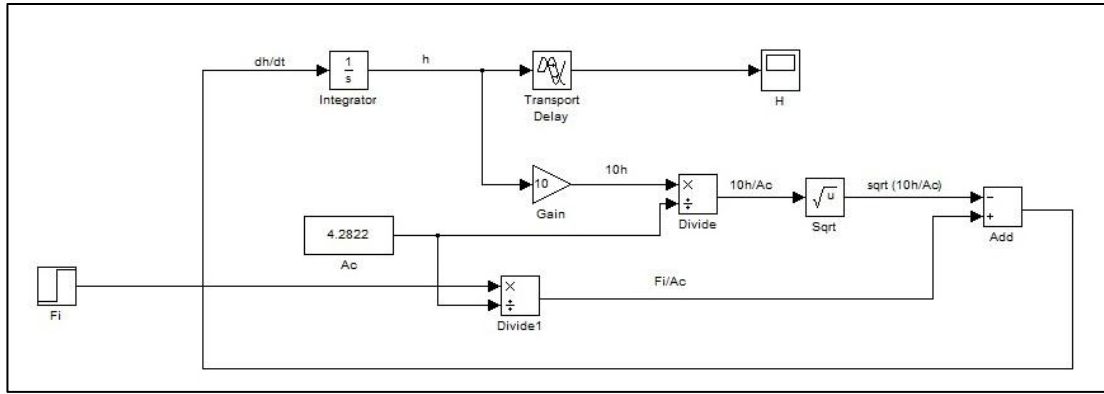 dh/dt
1
s
Integrator
h
Transport
Delay
H
10
Gain
10h
×
÷
Divide
10h/Ac
√u
Sqrt
sqrt (10h/Ac)
−
+
Add
4.2822
Ac
Fi
×
÷
Divide1
Fi/Ac